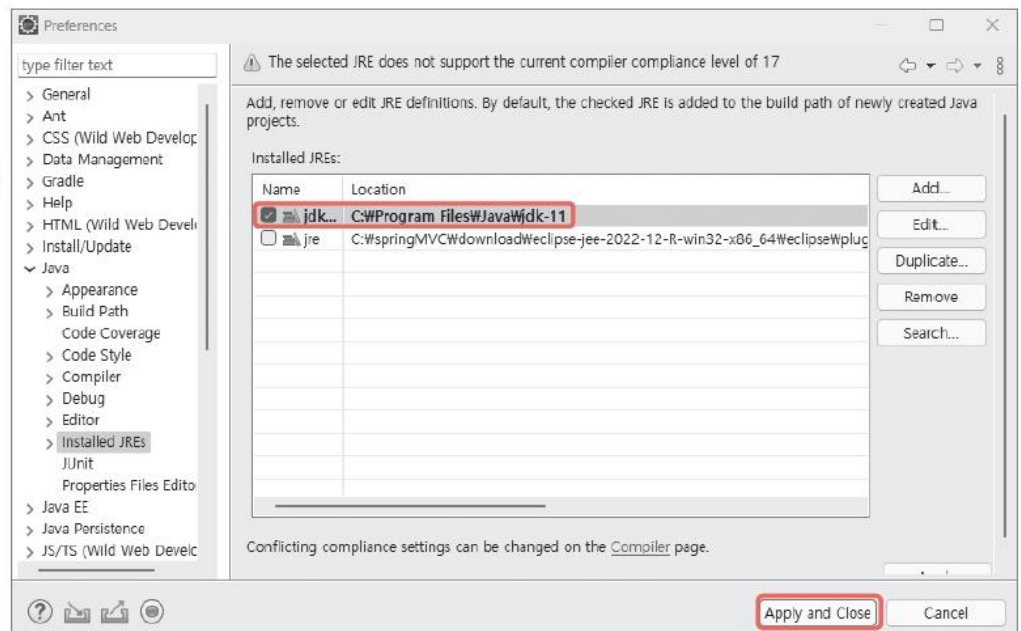 Preferences
type filter text
The selected JRE does not support the current compiler compliance level of 17
> General
> Ant
> CSS (Wild Web Develop
> Data Management
> Gradle
> Help
> HTML (Wild Web Devel
> Install/Update
Java
> Appearance
> Build Path
Code Coverage
> Code Style
> Compiler
> Debug
> Editor
> Installed JREs
JUnit
Properties Files Edito
> Java EE
> Java Persistence
> JS/TS (Wild Web Develc
Add, remove or edit JRE definitions. By default, the checked JRE is added to the build path of newly created Java
projects.
Installed JREs:
Name Location
jdk... C:₩Program Files₩Java₩jdk-11
jre C:₩springMVC₩download₩eclipse-jee-2022-12-R-win32-x86_64₩eclipse₩plug
Add...
Edit...
Duplicate...
Remove
Search...
Conflicting compliance settings can be changed on the Compiler page.
Apply and Close
Cancel